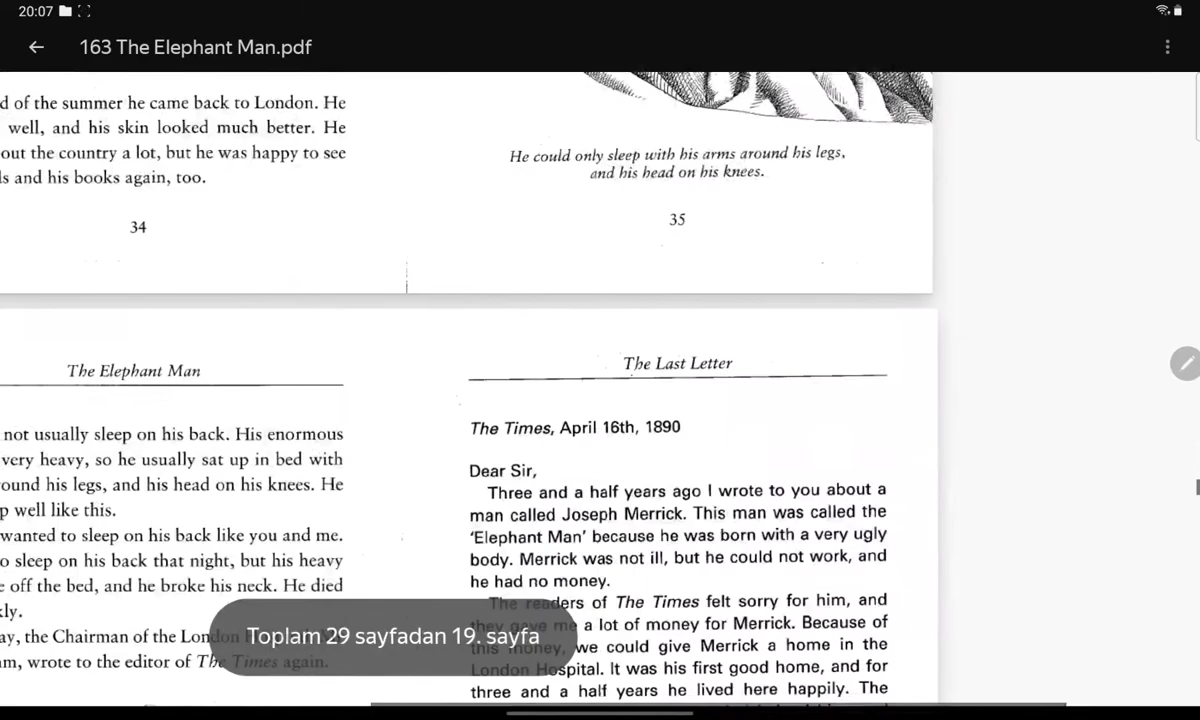 20:07
163 The Elephant Man.pdf
d of the summer he came back to London. He
well, and his skin looked much better. He
out the country a lot, but he was happy to see
ls and his books again, too.
34
He could only sleep with his arms around his legs,
and his head on his knees.
35
The Elephant Man
not usually sleep on his back. His enormous
very heavy, so he usually sat up in bed with
ound his legs, and his head on his knees. He
p well like this.
wanted to sleep on his back like you and me.
o sleep on his back that night, but his heavy
e off the bed, and he broke his neck. He died
kly.
ay, the Chairman of the London
m, wrote to the editor of The Times again.
The Last Letter
The Times, April 16th, 1890
Dear Sir,
Three and a half years ago I wrote to you about a
man called Joseph Merrick. This man was called the
‘Elephant Man’ because he was born with a very ugly
body. Merrick was not ill, but he could not work, and
he had no money.
The readers of The Times felt sorry for him, and
they gave me a lot of money for Merrick. Because of
this money, we could give Merrick a home in the
London Hospital. It was his first good home, and for
three and a half years he lived here happily. The
Toplam 29 sayfadan 19. sayfa